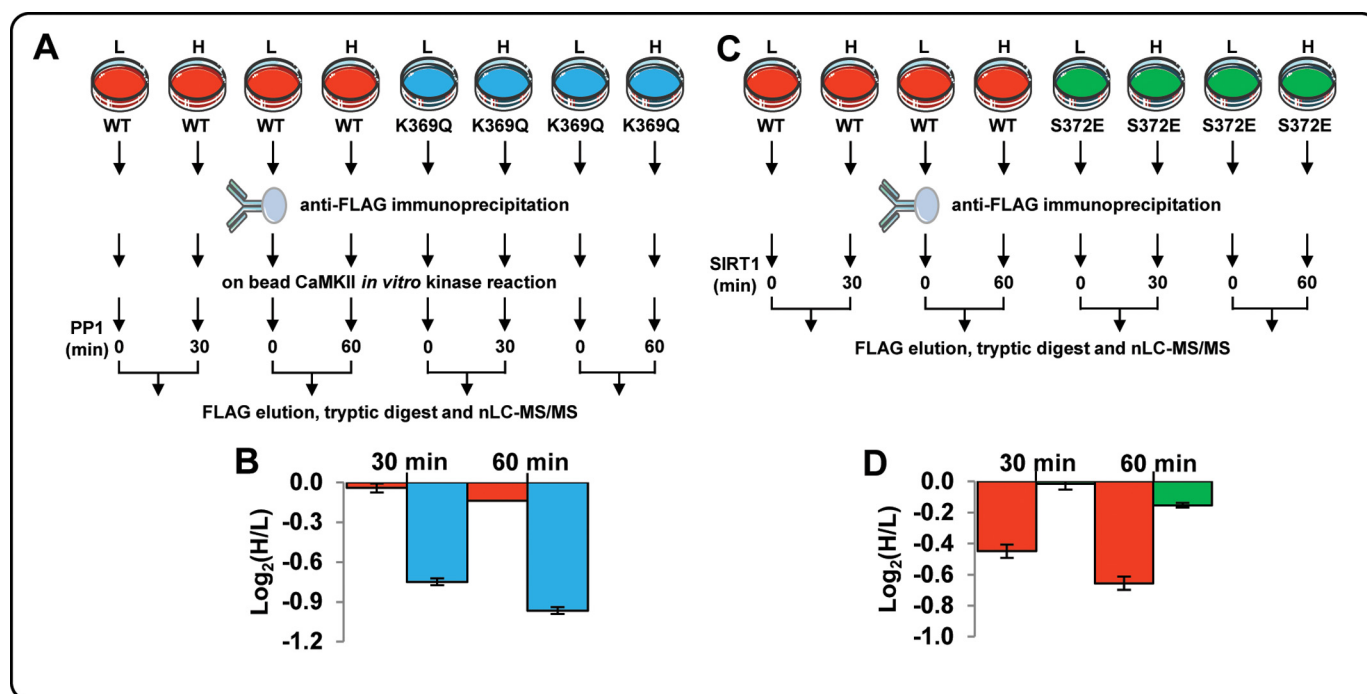 A
L H L H L H L H
WT WT WT WT K369Q K369Q K369Q K369Q
anti-FLAG immunoprecipitation
on bead CaMKII in vitro kinase reaction
PP1
(min) 0 30 0 60 0 30 0 60
FLAG elution, tryptic digest and nLC-MS/MS
B
30 min 60 min
Log2(H/L)
0.0
-0.3
-0.6
-0.9
-1.2
C
L H L H L H L H
WT WT WT WT S372E S372E S372E S372E
anti-FLAG immunoprecipitation
SIRT1
(min) 0 30 0 60 0 30 0 60
FLAG elution, tryptic digest and nLC-MS/MS
D
30 min 60 min
Log2(H/L)
0.0
-0.2
-0.4
-0.6
-0.8
-1.0